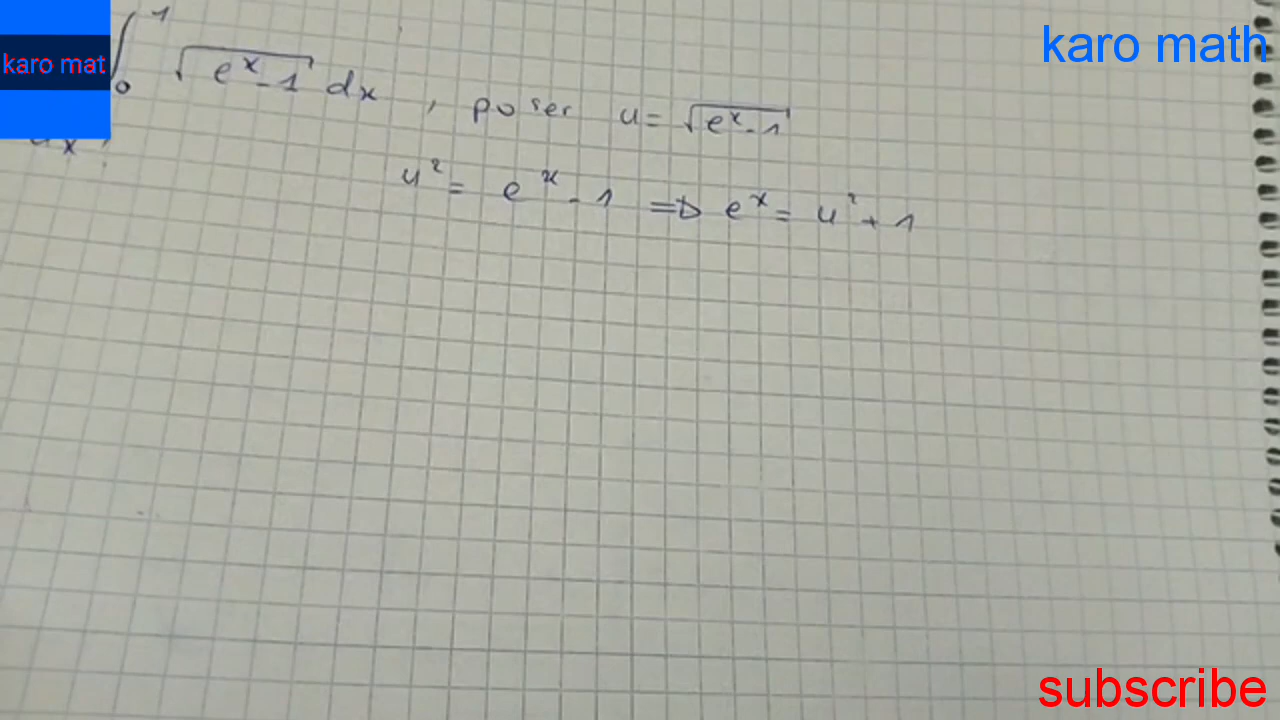 karo mat
karo math
∫₀¹ √(eˣ - 1) dx , poser u = √(eˣ - 1)
u² = eˣ - 1 => eˣ = u² + 1
subscribe